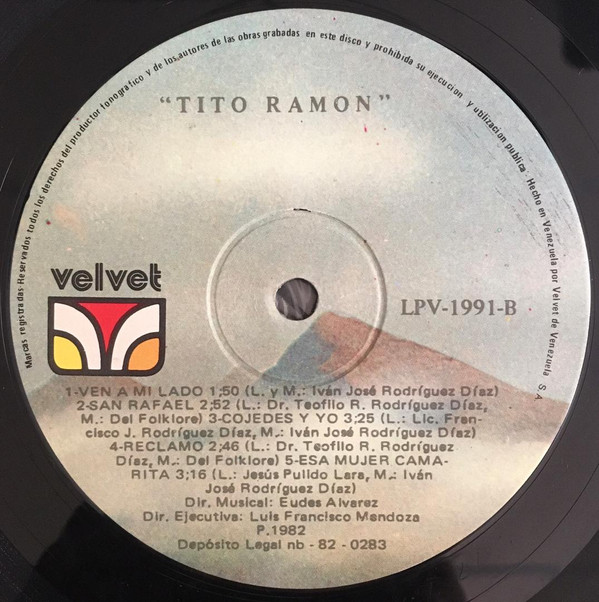 Marcas registradas·Reservados todos los derechos del productor fonografico y de los autores de las obras grabadas en este disco y prohibida su ejecucion y utilizacion publica · Hecho en Venezuela por Velvet de Venezuela S.A
“TITO RAMON”
velvet
LPV-1991-B
1-VEN A MI LADO 1;50 (L. y M.: Iván José Rodríguez Díaz)
2-SAN RAFAEL 2;52 (L.: Dr. Teofilo R. Rodríguez Díaz,
M.: Del Folklore) 3-COJEDES Y YO 3;25 (L.: Lic. Fran-
cisco J. Rodríguez Díaz, M.: Iván José Rodríguez Díaz)
4-RECLAMO 2;46 (L.: Dr. Teofilo R. Rodríguez
Díaz, M.: Del Folklore) 5-ESA MUJER CAMA-
RITA 3;16 (L.: Jesús Pulido Lara, M.: Iván
José Rodríguez Díaz)
Dir. Musical: Eudes Alvarez
Dir. Ejecutiva: Luis Francisco Mendoza
P.1982
Depósito Legal nb - 82 - 0283